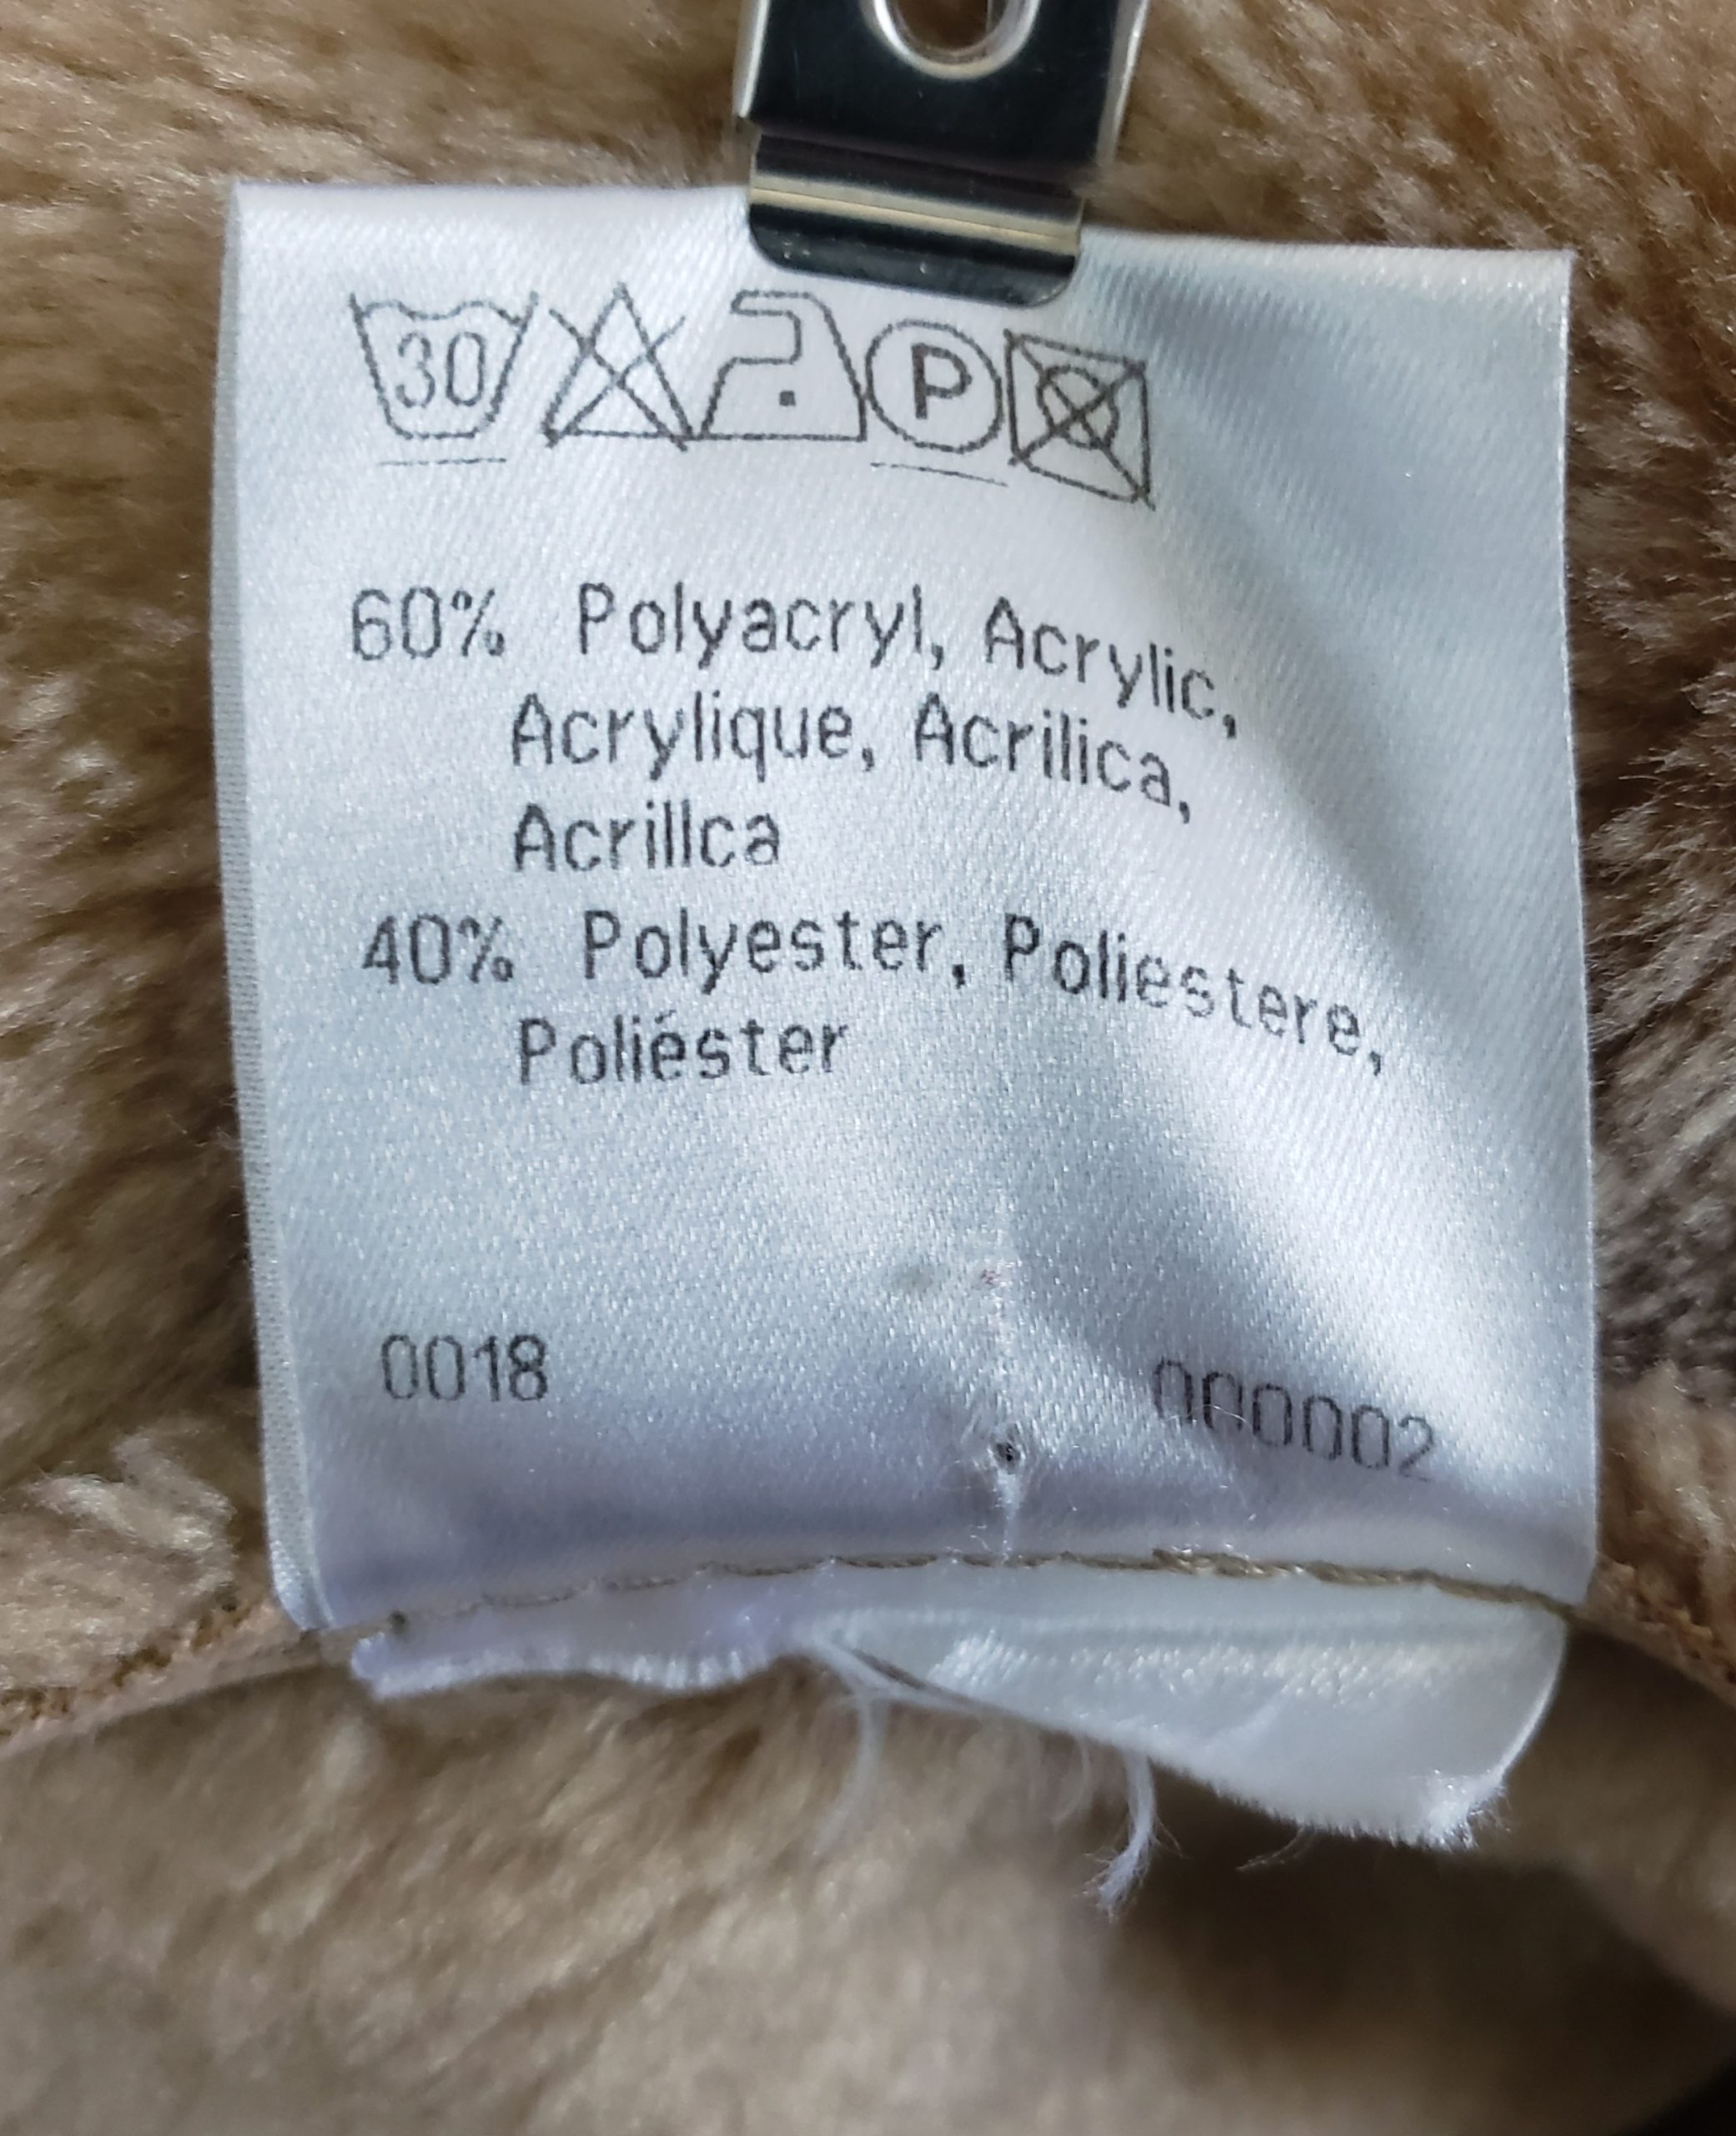 30 P
60% Polyacryl, Acrylic,
Acrylique, Acrilica,
Acrillca
40% Polyester, Poliestere,
Poliéster
0018 000002